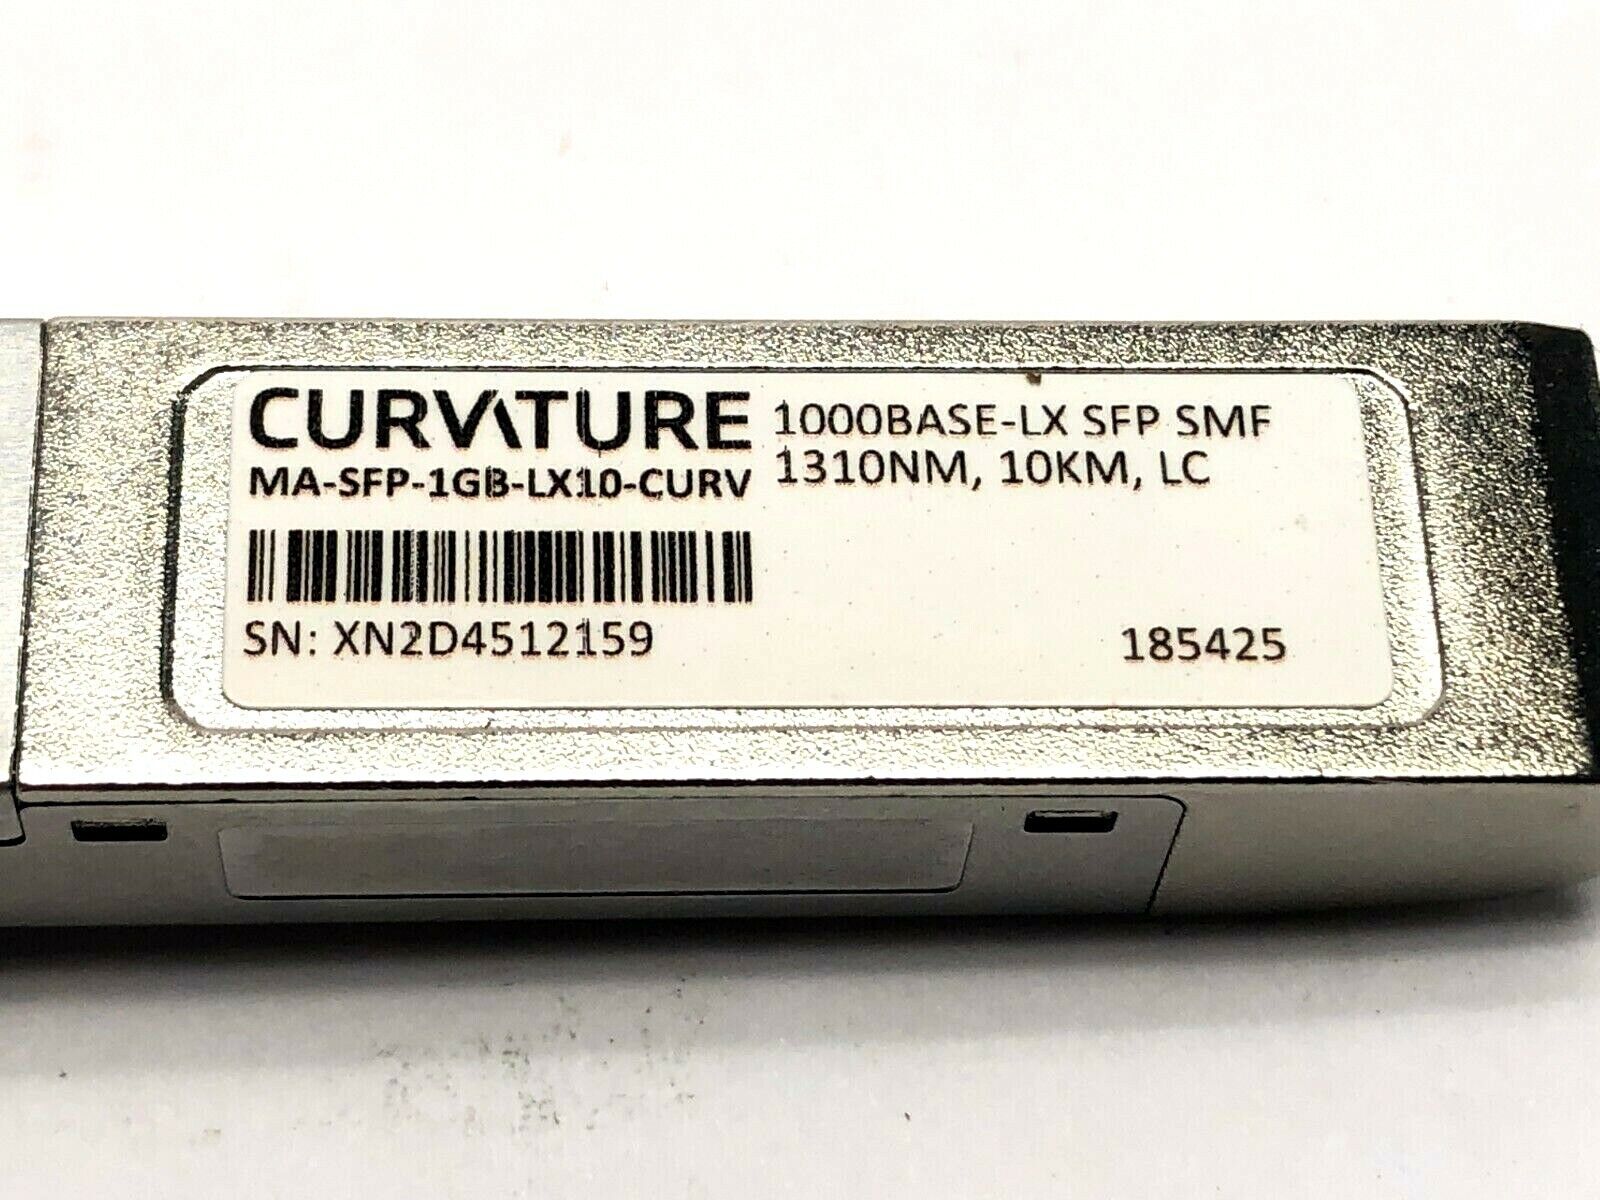 CURVATURE
MA-SFP-1GB-LX10-CURV
1000BASE-LX SFP SMF
1310NM, 10KM, LC
SN: XN2D4512159
185425